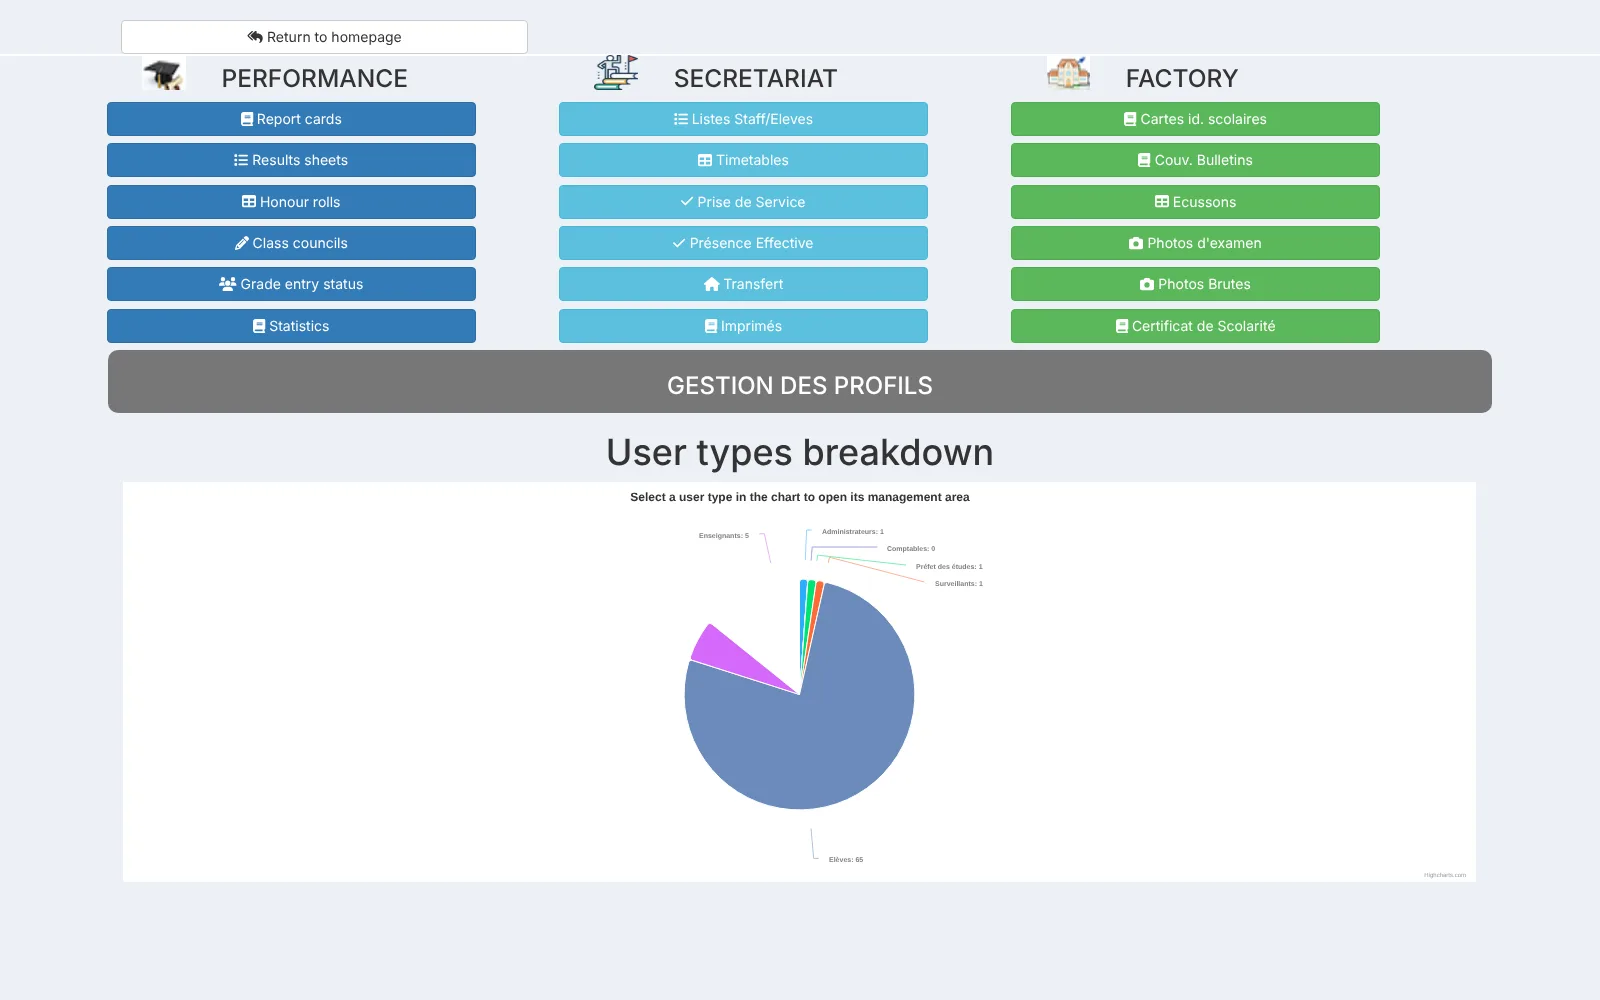 Return to homepage
PERFORMANCE
Report cards
Results sheets
Honour rolls
Class councils
Grade entry status
Statistics
SECRETARIAT
Listes Staff/Eleves
Timetables
Prise de Service
Présence Effective
Transfert
Imprimés
FACTORY
Cartes id. scolaires
Couv. Bulletins
Ecussons
Photos d'examen
Photos Brutes
Certificat de Scolarité
GESTION DES PROFILS
User types breakdown
Select a user type in the chart to open its management area
Enseignants: 5
Administrateurs: 1
Comptables: 0
Préfet des études: 1
Surveillants: 1
Elèves: 65
Highcharts.com